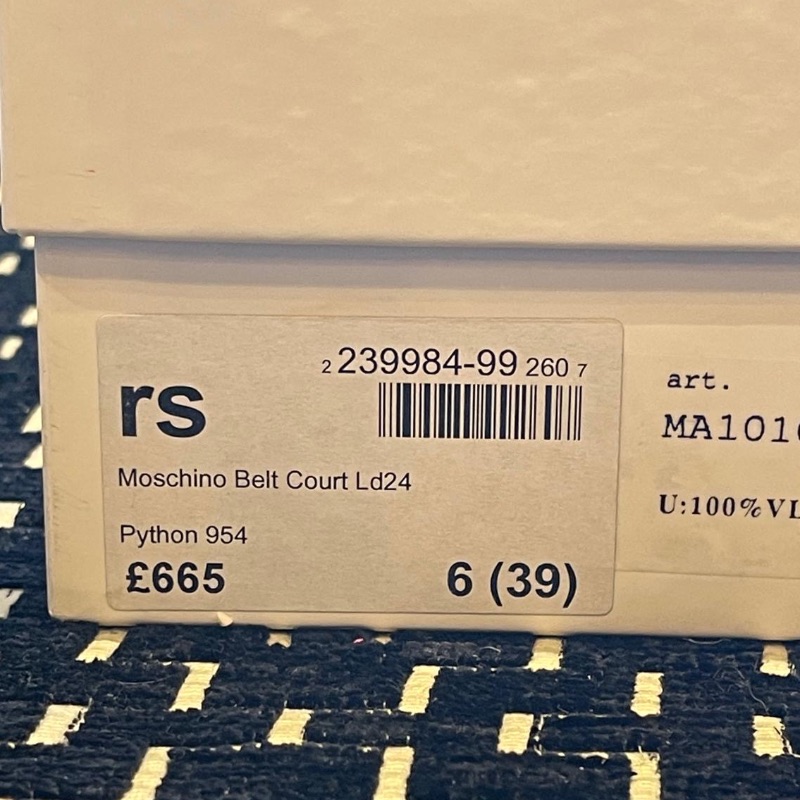 2 239984-99 260 7
rs
Moschino Belt Court Ld24
Python 954
£665 6 (39)
art.
MA101
U:100%VL